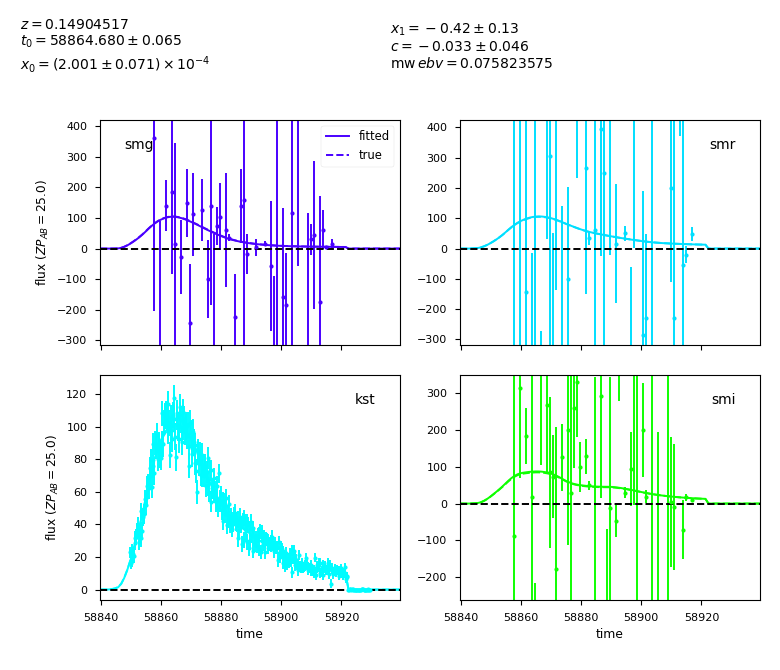 z = 0.14904517
t₀ = 58864.680 ± 0.065
x₀ = (2.001 ± 0.071) × 10⁻⁴
x₁ = −0.42 ± 0.13
c = −0.033 ± 0.046
mw ebv = 0.075823575
400
300
200
100
0
−100
−200
−300
flux (ZP_AB = 25.0)
smg
fitted
true
400
300
200
100
0
−100
−200
−300
smr
120
100
80
60
40
20
0
flux (ZP_AB = 25.0)
kst
58840 58860 58880 58900 58920
time
300
200
100
0
−100
−200
smi
58840 58860 58880 58900 58920
time